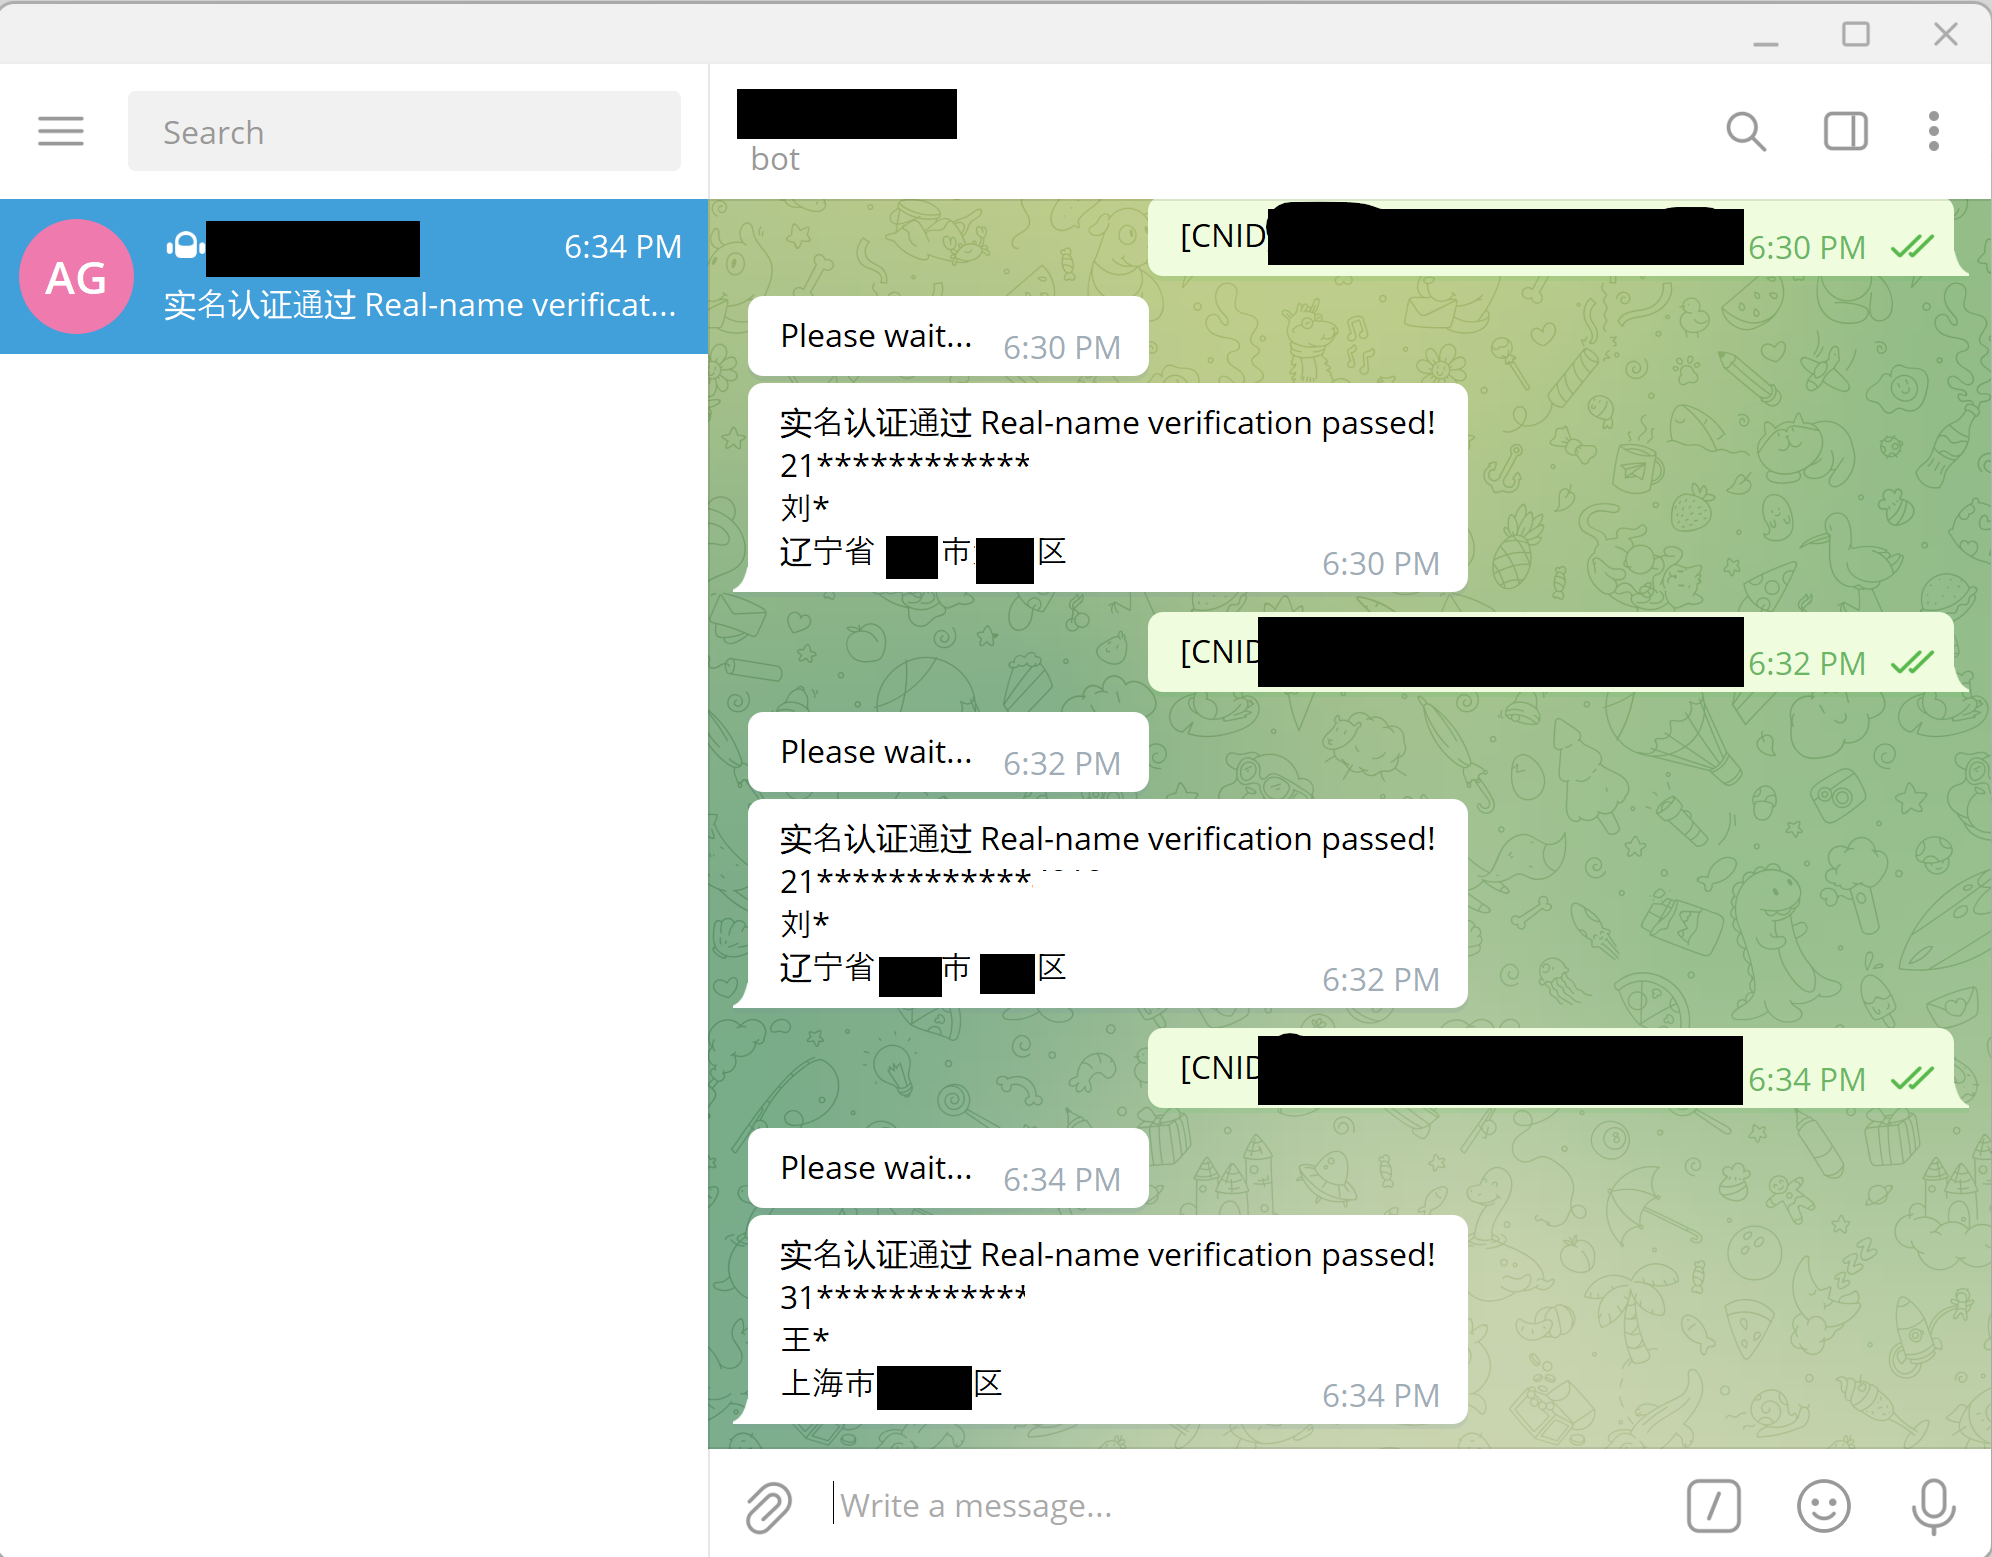 Search
bot
AG
6:34 PM
实名认证通过 Real-name verificat...
[CNID
6:30 PM
Please wait...
6:30 PM
实名认证通过 Real-name verification passed!
21************
刘*
辽宁省 市 区
6:30 PM
[CNID
6:32 PM
Please wait...
6:32 PM
实名认证通过 Real-name verification passed!
21************
刘*
辽宁省 市 区
6:32 PM
[CNID
6:34 PM
Please wait...
6:34 PM
实名认证通过 Real-name verification passed!
31************
王*
上海市 区
6:34 PM
Write a message...